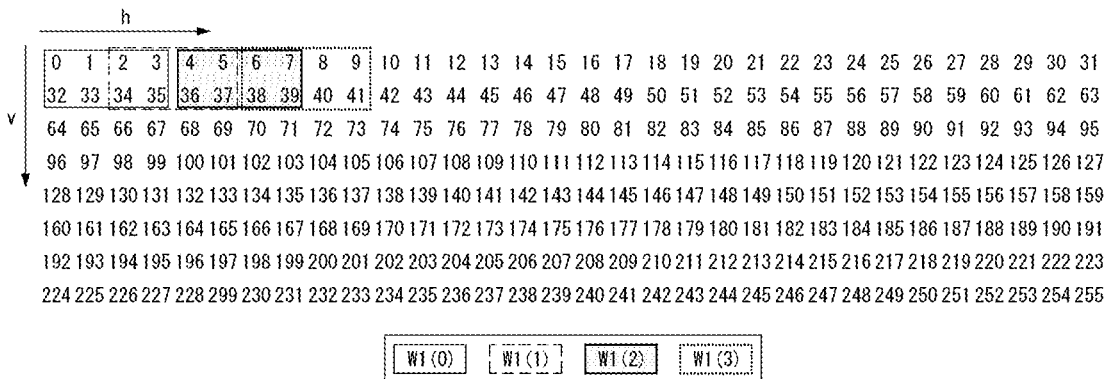 h
v
0 1 2 3 4 5 6 7 8 9 10 11 12 13 14 15 16 17 18 19 20 21 22 23 24 25 26 27 28 29 30 31
32 33 34 35 36 37 38 39 40 41 42 43 44 45 46 47 48 49 50 51 52 53 54 55 56 57 58 59 60 61 62 63
64 65 66 67 68 69 70 71 72 73 74 75 76 77 78 79 80 81 82 83 84 85 86 87 88 89 90 91 92 93 94 95
96 97 98 99 100 101 102 103 104 105 106 107 108 109 110 111 112 113 114 115 116 117 118 119 120 121 122 123 124 125 126 127
128 129 130 131 132 133 134 135 136 137 138 139 140 141 142 143 144 145 146 147 148 149 150 151 152 153 154 155 156 157 158 159
160 161 162 163 164 165 166 167 168 169 170 171 172 173 174 175 176 177 178 179 180 181 182 183 184 185 186 187 188 189 190 191
192 193 194 195 196 197 198 199 200 201 202 203 204 205 206 207 208 209 210 211 212 213 214 215 216 217 218 219 220 221 222 223
224 225 226 227 228 299 230 231 232 233 234 235 236 237 238 239 240 241 242 243 244 245 246 247 248 249 250 251 252 253 254 255
W1(0) W1(1) W1(2) W1(3)